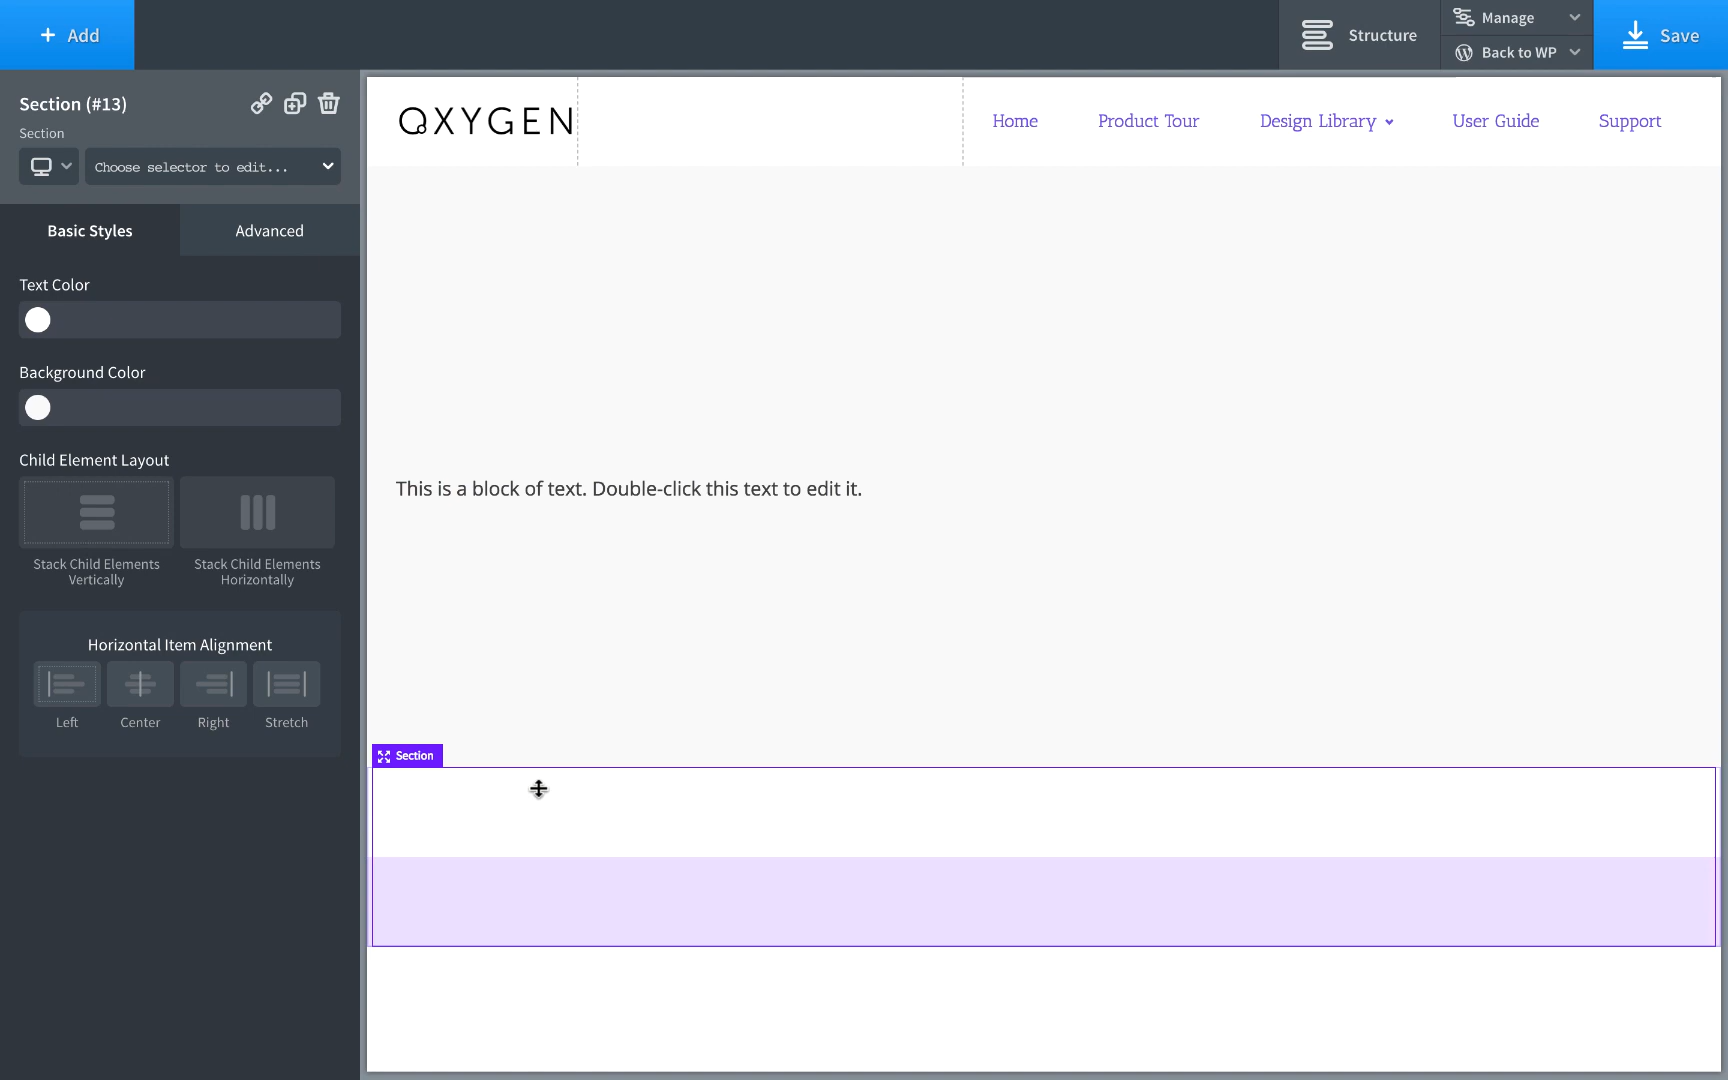 + Add
Structure
Manage
Back to WP
Save
Section (#13)
Section
Choose selector to edit...
Basic Styles
Advanced
Text Color
Background Color
Child Element Layout
Stack Child Elements
Vertically
Stack Child Elements
Horizontally
Horizontal Item Alignment
Left
Center
Right
Stretch
OXYGEN
Home
Product Tour
Design Library
User Guide
Support
This is a block of text. Double-click this text to edit it.
Section